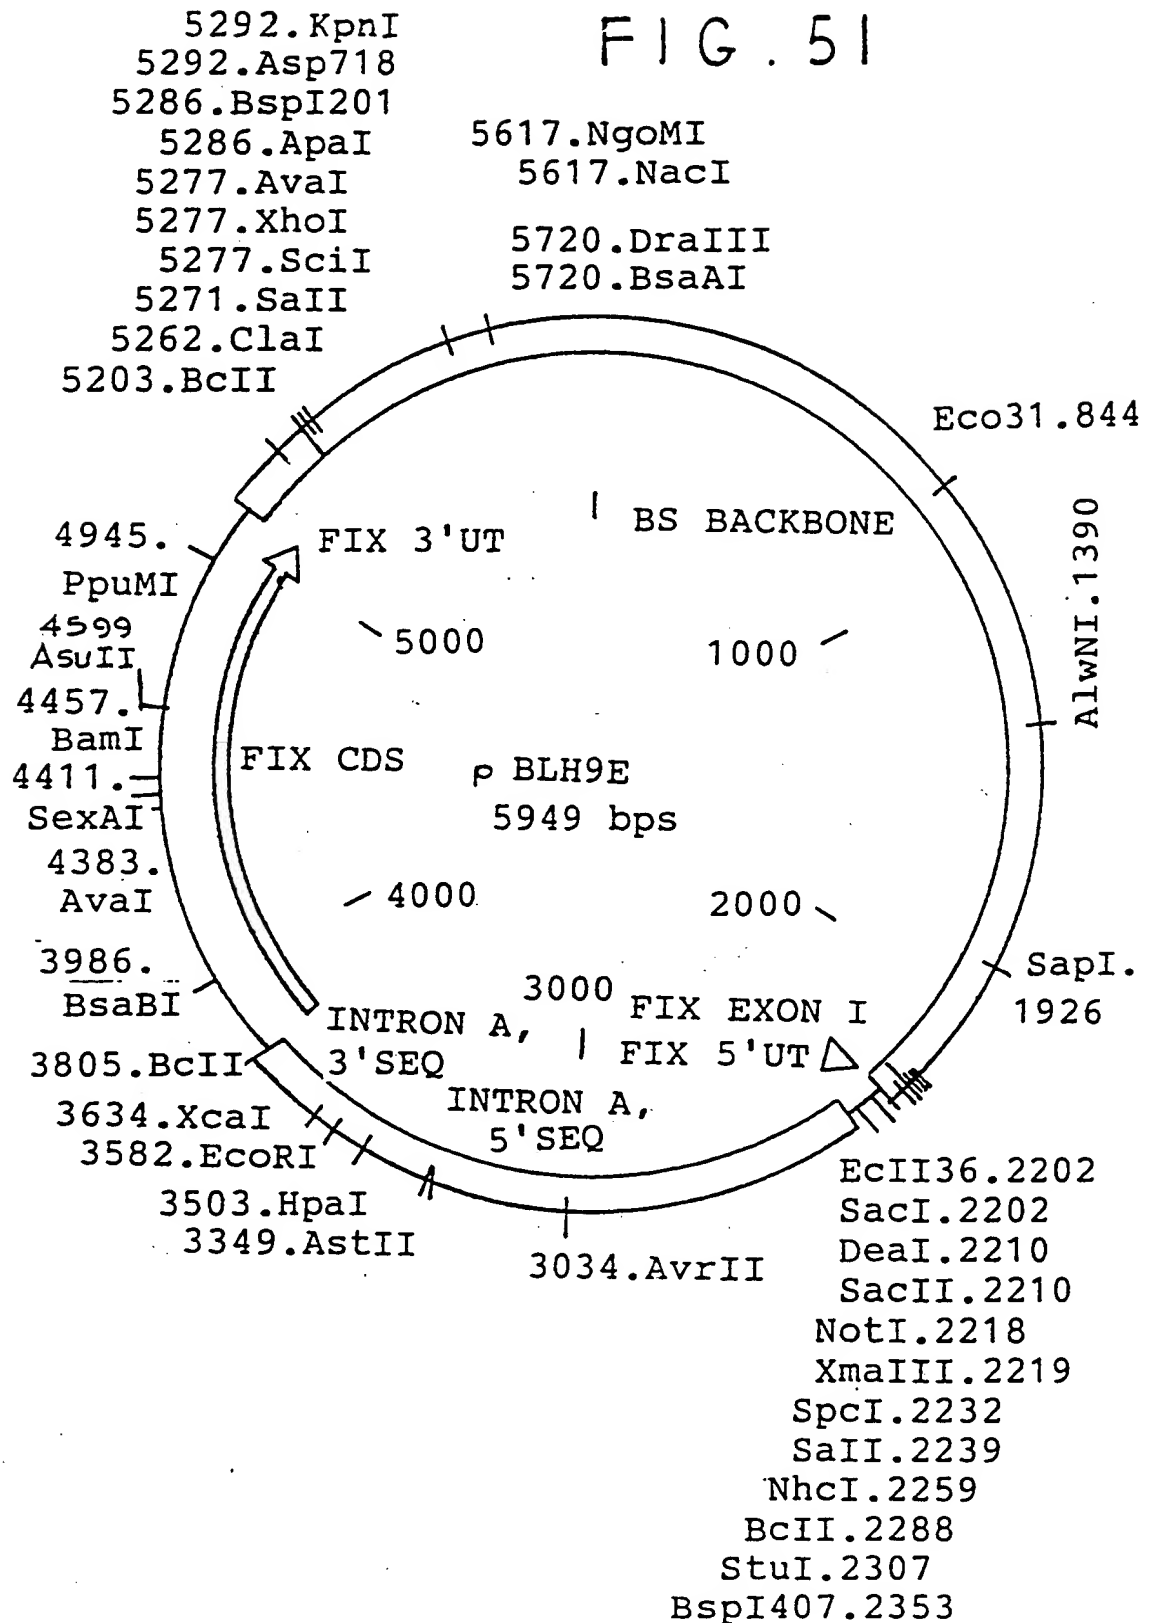 FIG. 51
5292.KpnI
5292.Asp718
5286.BspI201
5286.ApaI
5277.AvaI
5277.XhoI
5277.SciI
5271.SaII
5262.ClaI
5203.BcII
5617.NgoMI
5617.NacI
5720.DraIII
5720.BsaAI
Eco31.844
AlwNI.1390
SapI.
1926
4945.
PpuMI
4599
AsuII
4457.
BamI
4411.
SexAI
4383.
AvaI
3986.
BsaBI
3805.BcII
3634.XcaI
3582.EcoRI
3503.HpaI
3349.AstII
3034.AvrII
FIX 3'UT
BS BACKBONE
5000
1000
FIX CDS
p BLH9E
5949 bps
4000
2000
3000
FIX EXON I
FIX 5'UT
INTRON A,
3'SEQ
INTRON A,
5'SEQ
EcII36.2202
SacI.2202
DeaI.2210
SacII.2210
NotI.2218
XmaIII.2219
SpcI.2232
SaII.2239
NhcI.2259
BcII.2288
StuI.2307
BspI407.2353